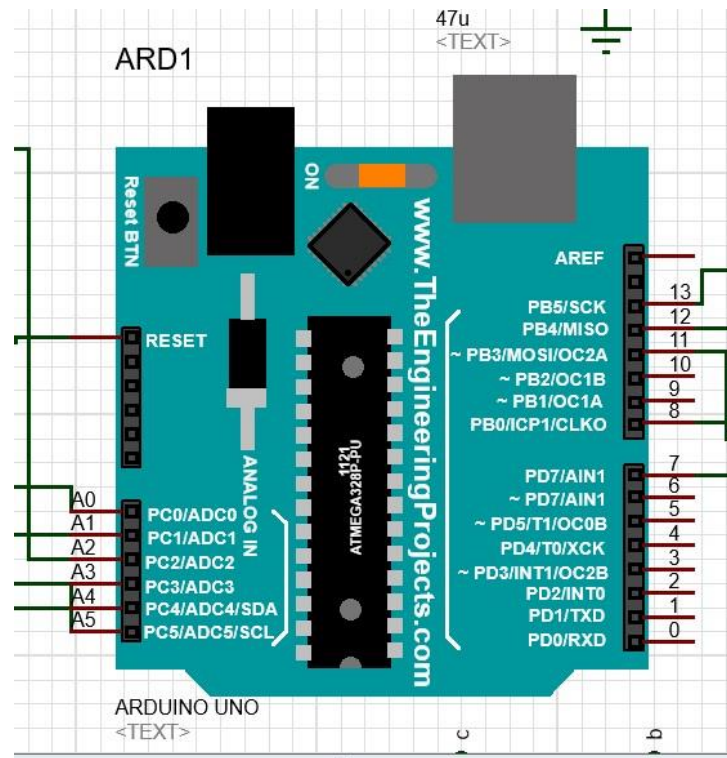 47u
<TEXT>
ARD1
ON
Reset BTN
www.TheEngineeringProjects.com
AREF
PB5/SCK
13
PB4/MISO
12
~ PB3/MOSI/OC2A
11
~ PB2/OC1B
10
~ PB1/OC1A
9
PB0/ICP1/CLKO
8
RESET
1121
ATMEGA328P-PU
ANALOG IN
PD7/AIN1
7
~ PD7/AIN1
6
~ PD5/T1/OC0B
5
PD4/T0/XCK
4
~ PD3/INT1/OC2B
3
PD2/INT0
2
PD1/TXD
1
PD0/RXD
0
A0
PC0/ADC0
A1
PC1/ADC1
A2
PC2/ADC2
A3
PC3/ADC3
A4
PC4/ADC4/SDA
A5
PC5/ADC5/SCL
ARDUINO UNO
<TEXT>
c
b